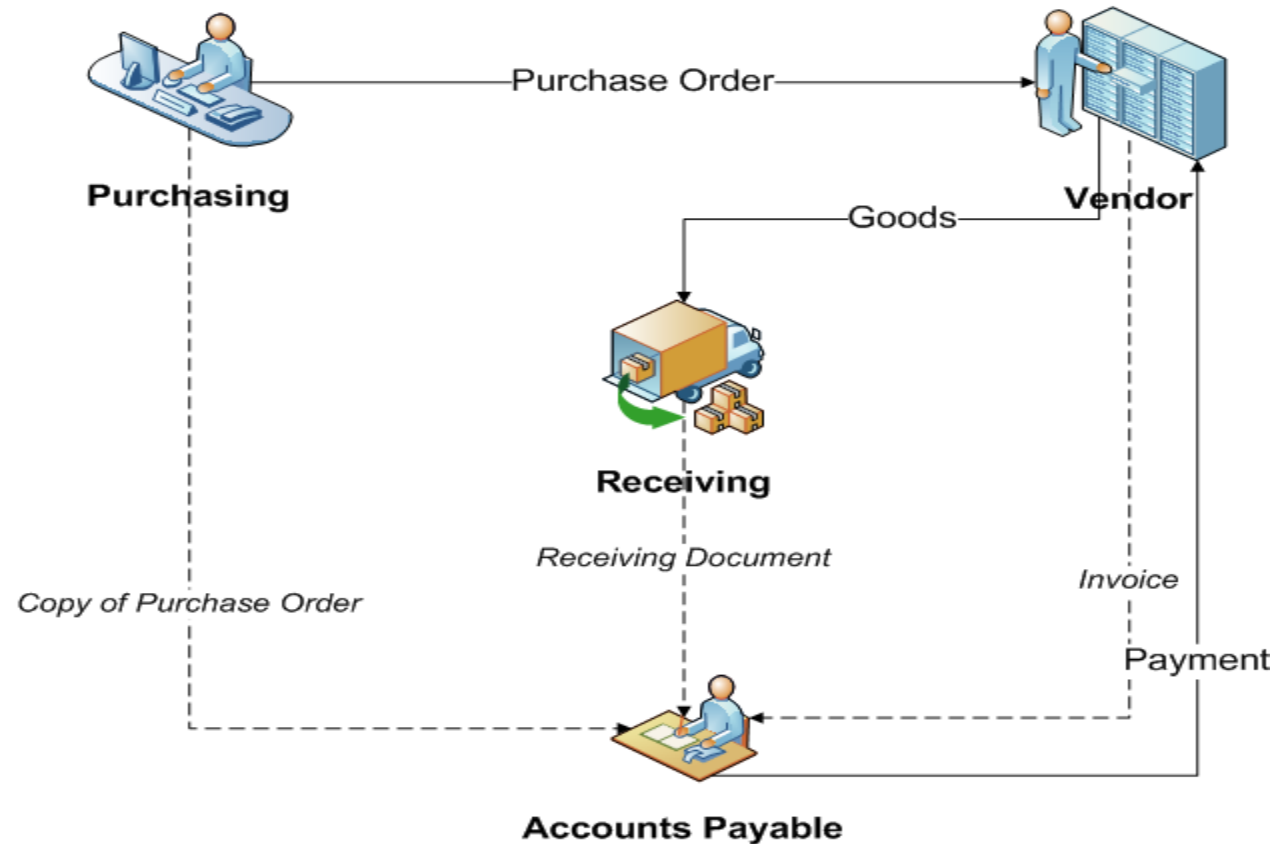 Purchase Order
Purchasing
Vendor
Goods
Receiving
Receiving Document
Invoice
Copy of Purchase Order
Payment
Accounts Payable